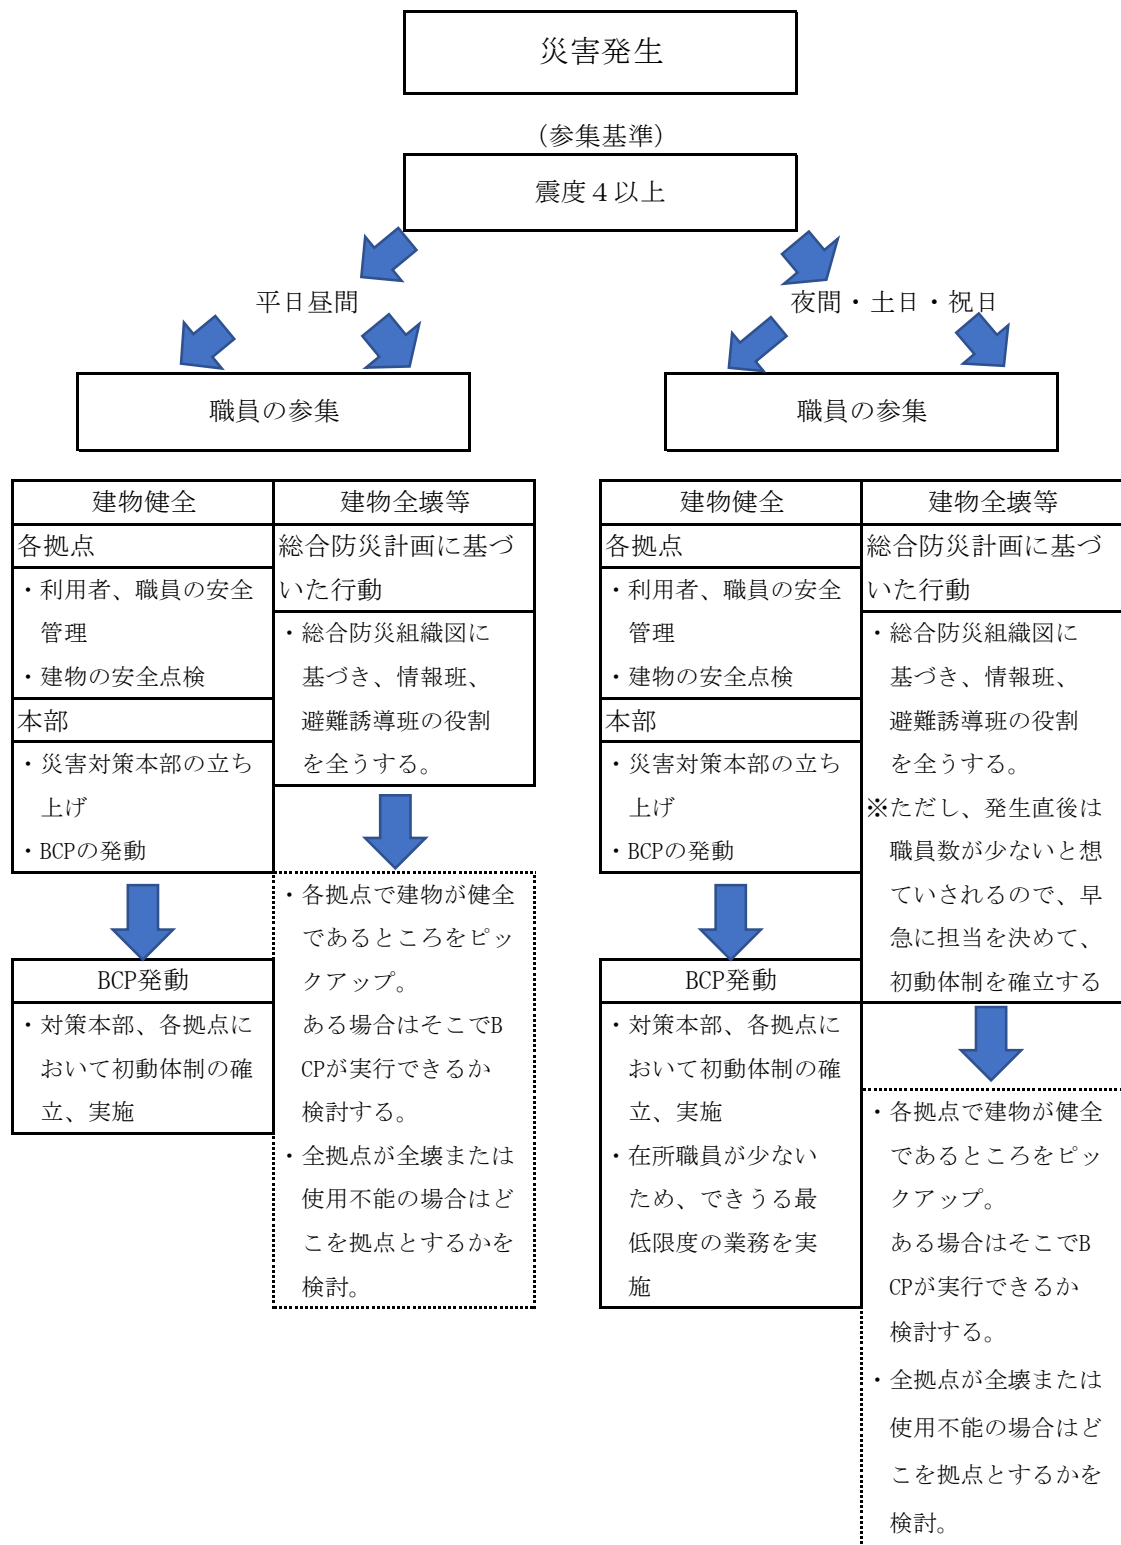 災害発生
（参集基準）
震度４以上
平日昼間
職員の参集
建物健全
各拠点
・利用者、職員の安全
管理
・建物の安全点検
本部
・災害対策本部の立ち
上げ
・BCPの発動
BCP発動
・対策本部、各拠点に
おいて初動体制の確
立、実施
建物全壊等
総合防災計画に基づ
いた行動
・総合防災組織図に
基づき、情報班、
避難誘導班の役割
を全うする。
・各拠点で建物が健全
であるところをピッ
クアップ。
ある場合はそこでB
CPが実行できるか
検討する。
・全拠点が全壊または
使用不能の場合はど
こを拠点とするかを
検討。
夜間・土日・祝日
職員の参集
建物健全
各拠点
・利用者、職員の安全
管理
・建物の安全点検
本部
・災害対策本部の立ち
上げ
・BCPの発動
BCP発動
・対策本部、各拠点に
おいて初動体制の確
立、実施
・在所職員が少ない
ため、できうる最
低限度の業務を実
施
建物全壊等
総合防災計画に基づ
いた行動
・総合防災組織図に
基づき、情報班、
避難誘導班の役割
を全うする。
※ただし、発生直後は
職員数が少ないと想
ていされるので、早
急に担当を決めて、
初動体制を確立する
・各拠点で建物が健全
であるところをピッ
クアップ。
ある場合はそこでB
CPが実行できるか
検討する。
・全拠点が全壊または
使用不能の場合はど
こを拠点とするかを
検討。